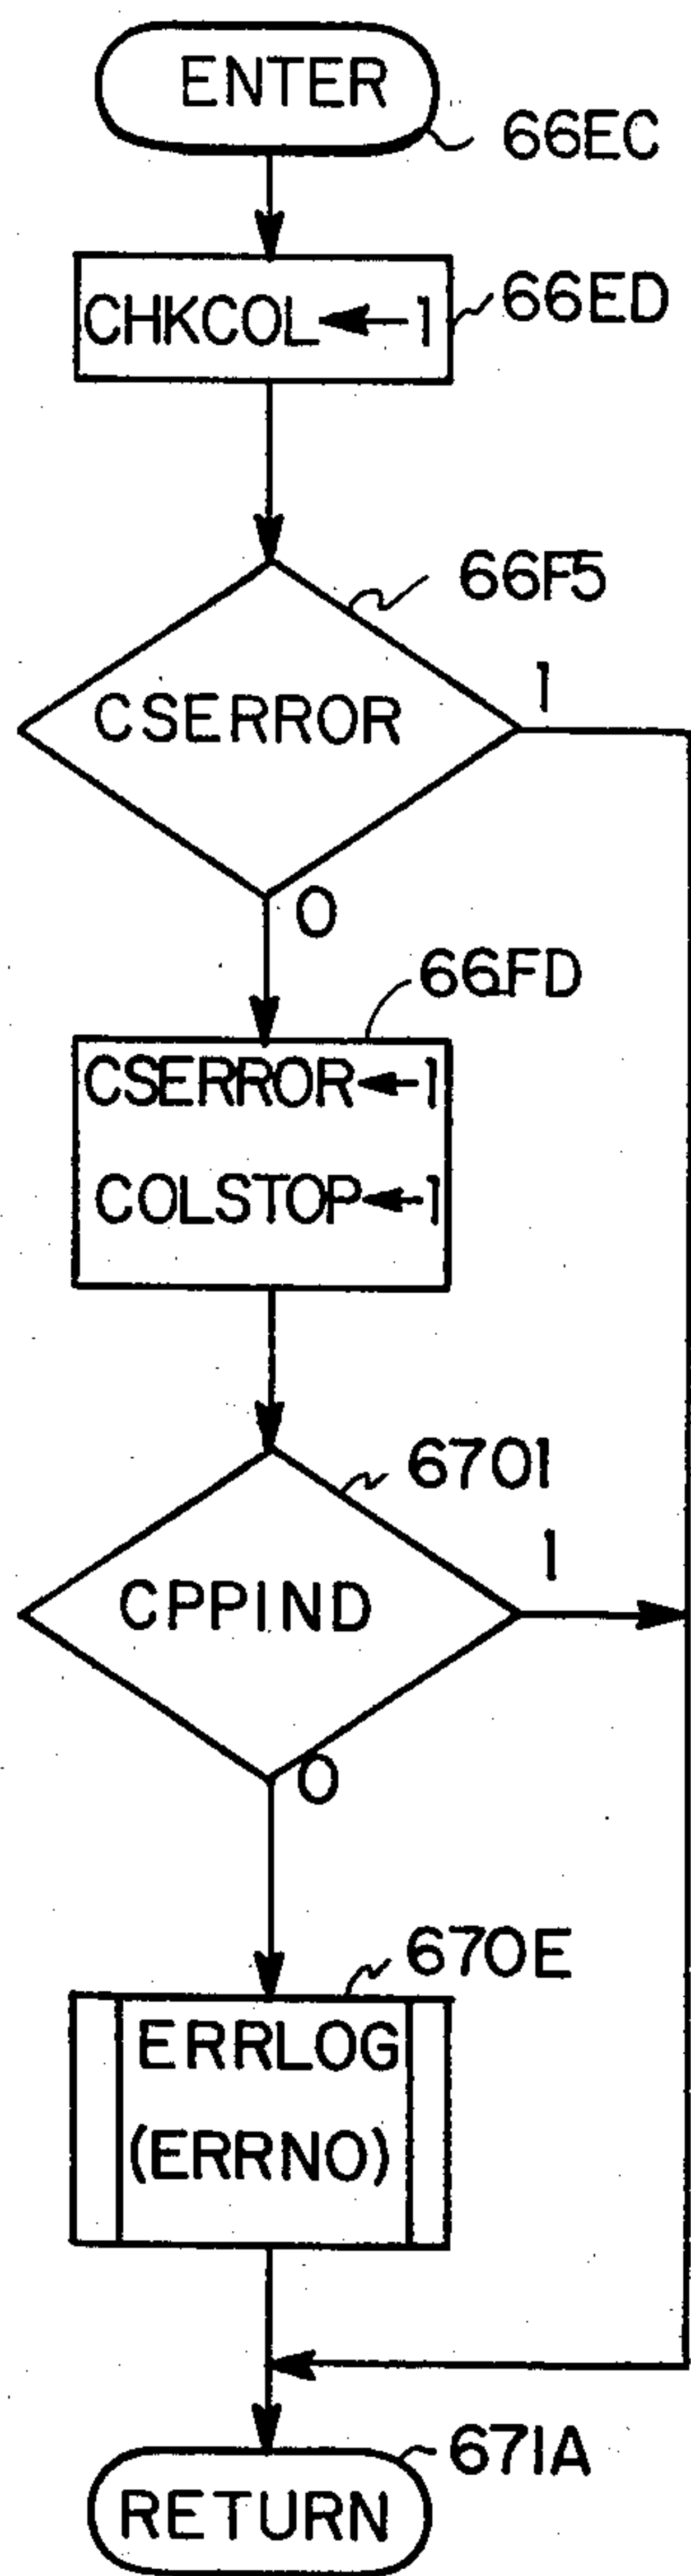 ENTER
66EC
CHKCOL←1
66ED
66F5
CSERROR
1
0
66FD
CSERROR←1
COLSTOP←1
6701
1
CPPIND
0
670E
ERRLOG
(ERRNO)
671A
RETURN